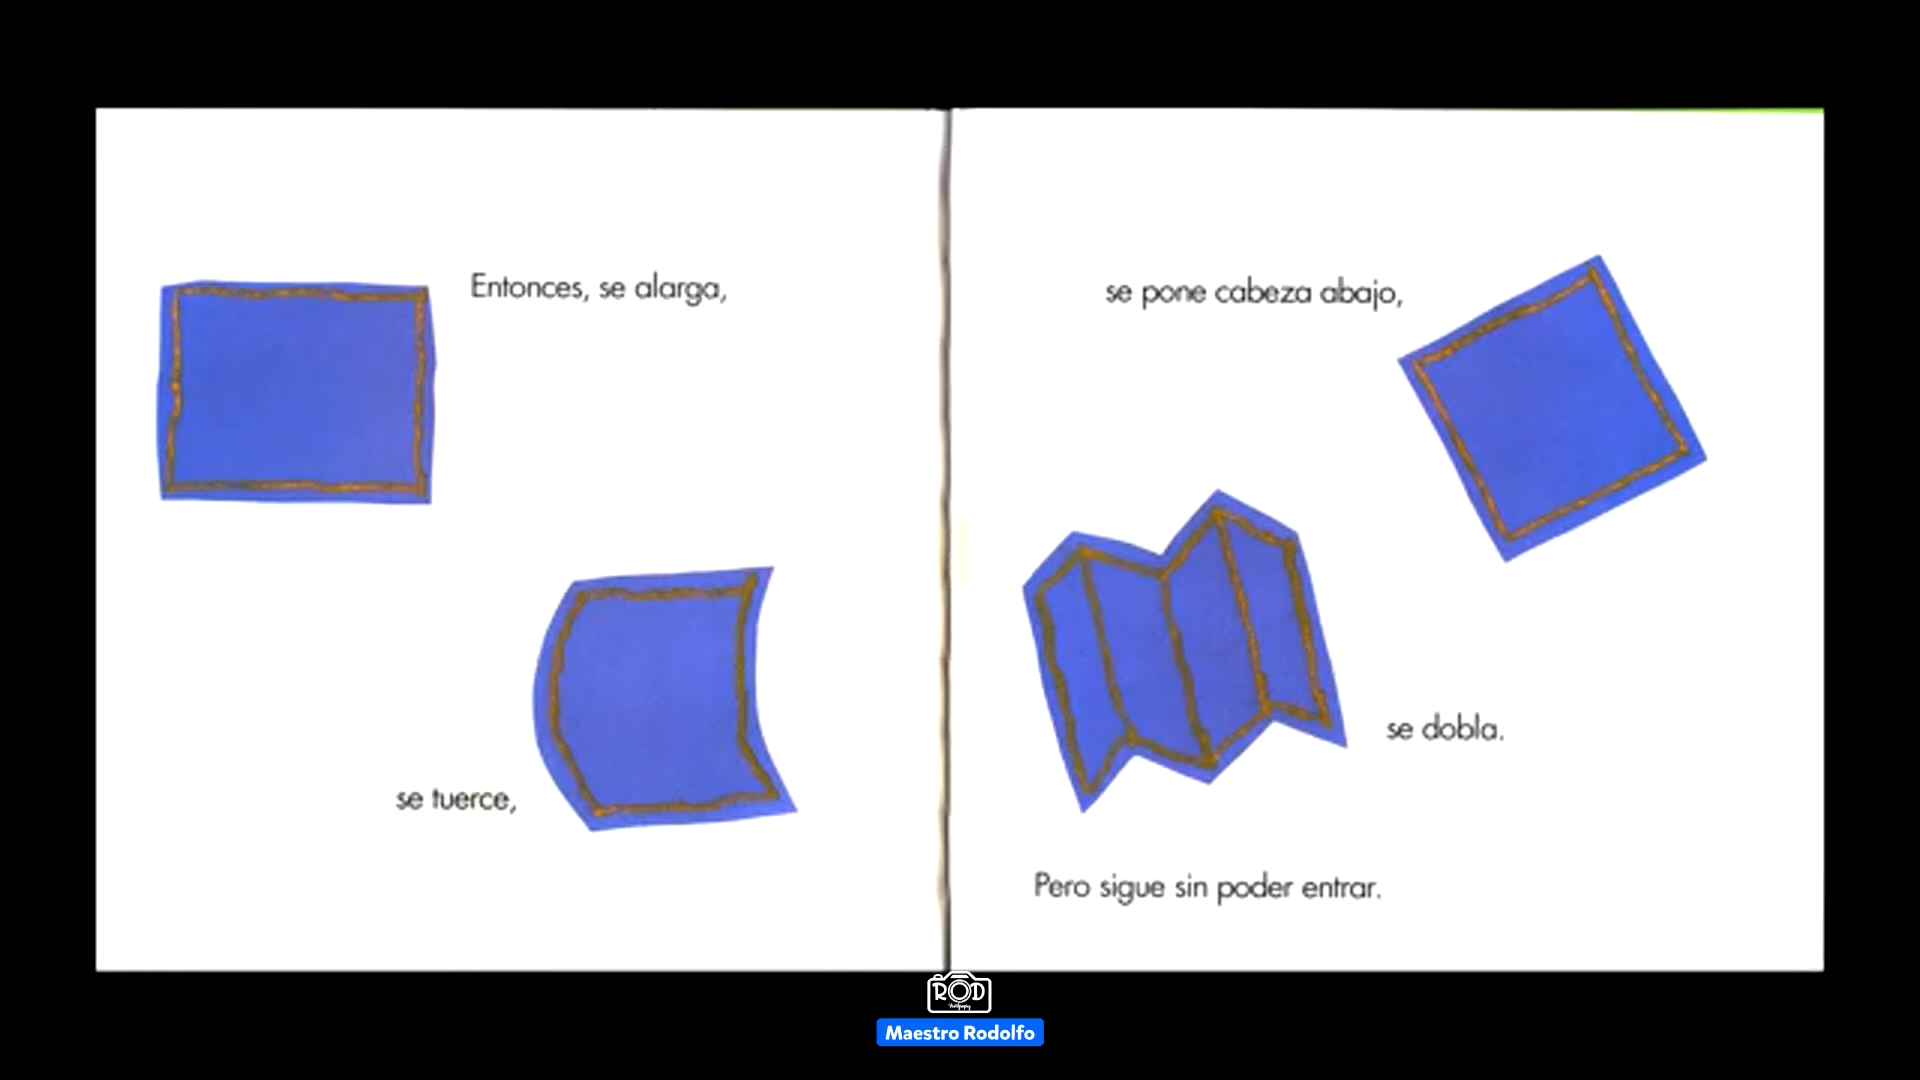 Entonces, se alarga,
se tuerce,
se pone cabeza abajo,
se dobla.
Pero sigue sin poder entrar.
ROD
Maestro Rodolfo